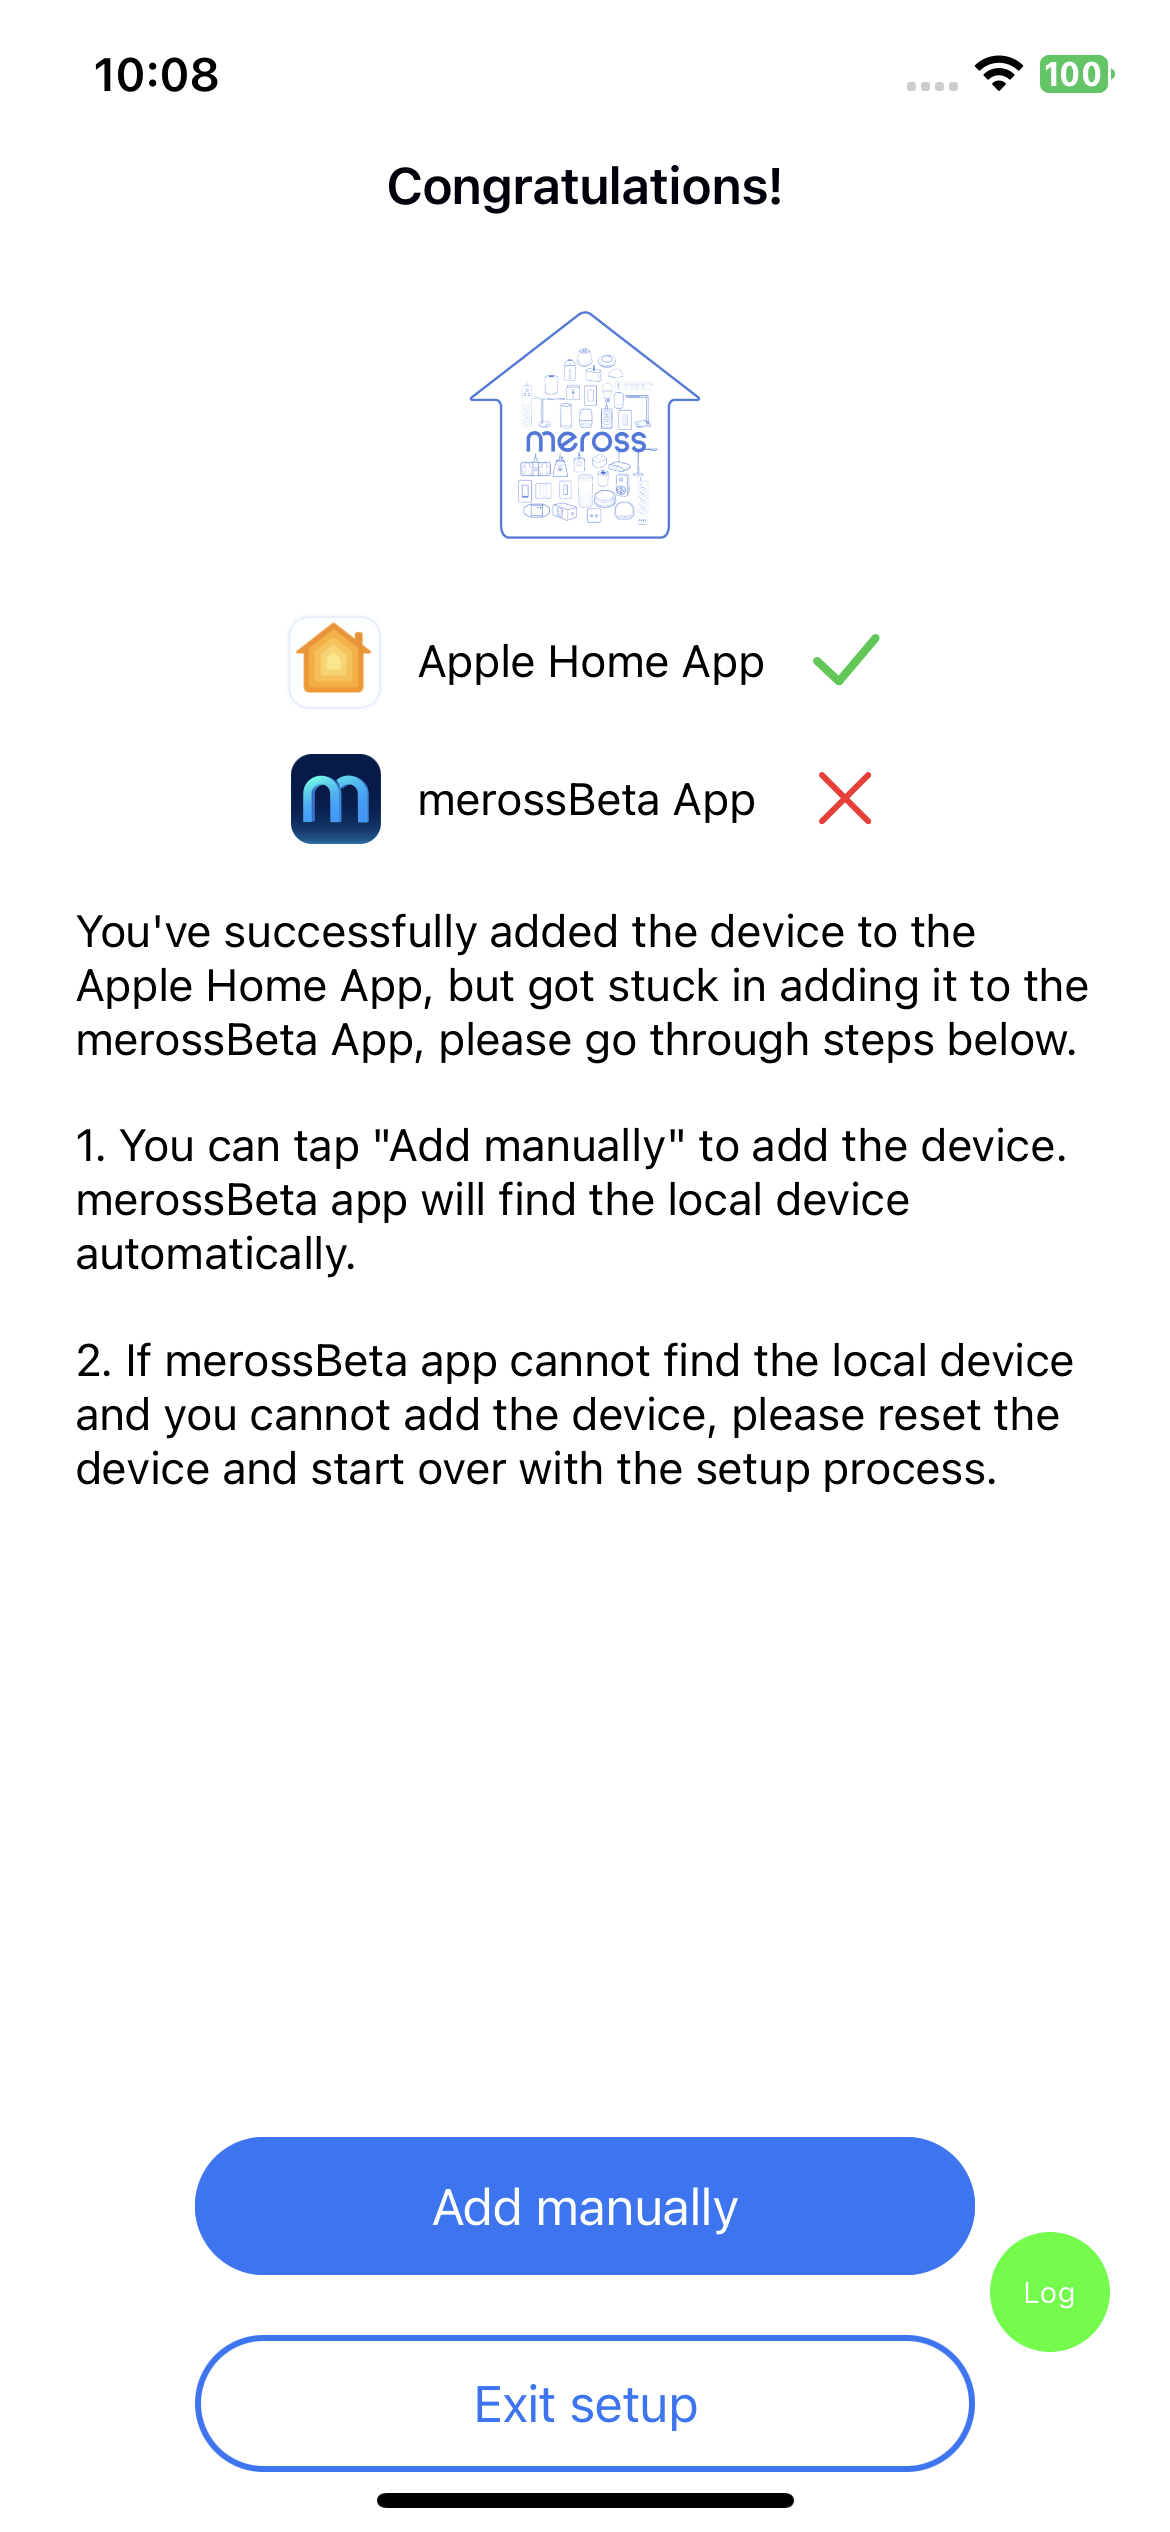 10:08
100
Congratulations!
meross
Apple Home App
m
merossBeta App
You've successfully added the device to the
Apple Home App, but got stuck in adding it to the
merossBeta App, please go through steps below.
1. You can tap "Add manually" to add the device.
merossBeta app will find the local device
automatically.
2. If merossBeta app cannot find the local device
and you cannot add the device, please reset the
device and start over with the setup process.
Add manually
Log
Exit setup